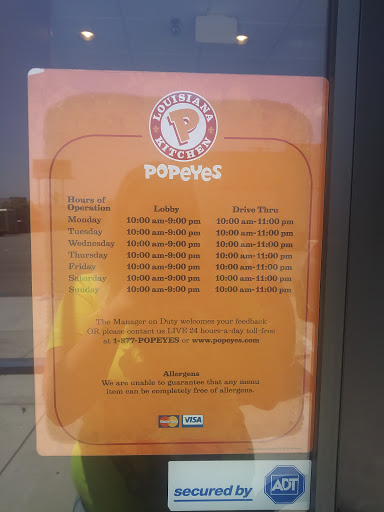 LOUISIANA
P
KITCHEN
POPEYES
Hours of
Operation Lobby Drive Thru
Monday 10:00 am-9:00 pm 10:00 am-11:00 pm
Tuesday 10:00 am-9:00 pm 10:00 am-11:00 pm
Wednesday 10:00 am-9:00 pm 10:00 am-11:00 pm
Thursday 10:00 am-9:00 pm 10:00 am-11:00 pm
Friday 10:00 am-9:00 pm 10:00 am-11:00 pm
Saturday 10:00 am-9:00 pm 10:00 am-11:00 pm
Sunday 10:00 am-9:00 pm 10:00 am-11:00 pm
The Manager on Duty welcomes your feedback
OR please contact us LIVE 24 hours-a-day toll-free
at 1-877-POPEYES or www.popeyes.com
Allergens
We are unable to guarantee that any menu
item can be completely free of allergens.
MasterCard VISA
secured by ADT